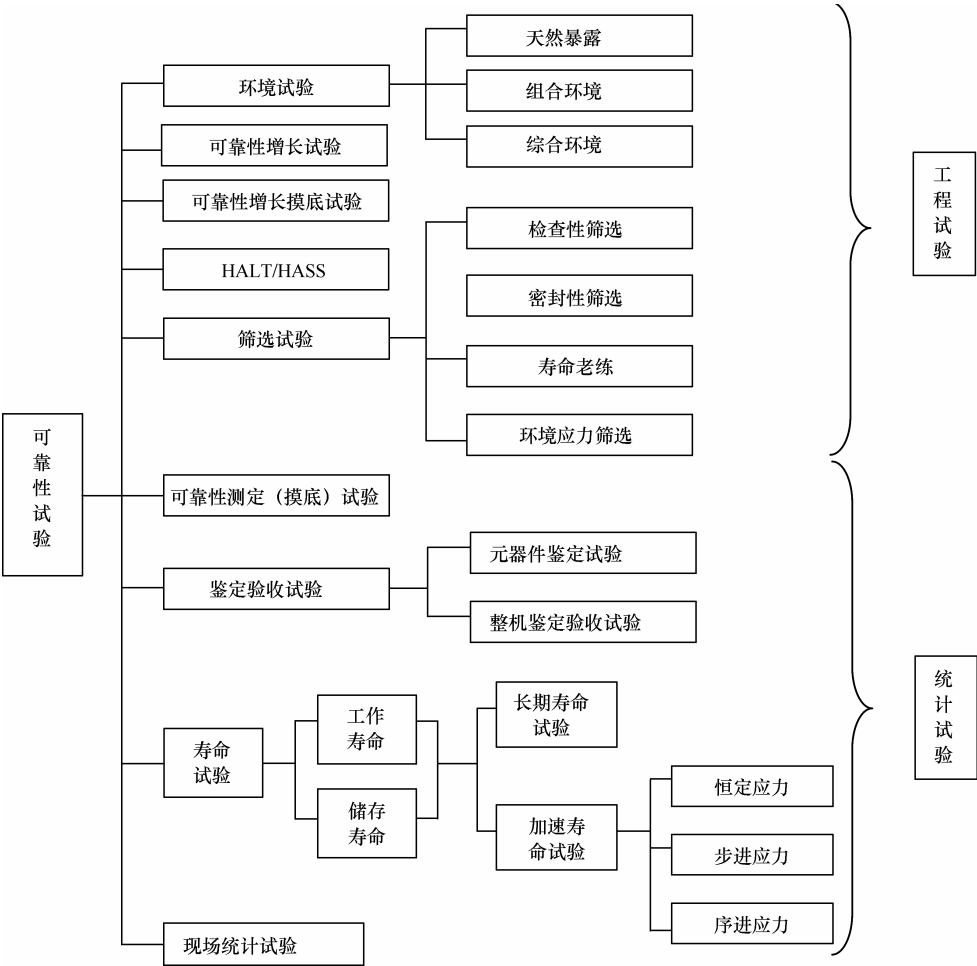 天然暴露
环境试验
组合环境
综合环境
可靠性增长试验
可靠性增长摸底试验
HALT/HASS
检查性筛选
密封性筛选
筛选试验
寿命老练
环境应力筛选
工程试验
可靠性试验
可靠性测定（摸底）试验
元器件鉴定试验
鉴定验收试验
整机鉴定验收试验
寿命
试验
工作
寿命
储存
寿命
长期寿命
试验
加速寿
命试验
恒定应力
步进应力
序进应力
统计试验
现场统计试验